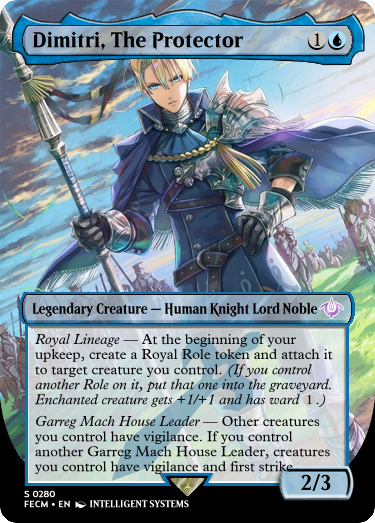 Dimitri, The Protector 1
Legendary Creature — Human Knight Lord Noble
Royal Lineage — At the beginning of your
upkeep, create a Royal Role token and attach it
to target creature you control. (If you control
another Role on it, put that one into the graveyard.
Enchanted creature gets +1/+1 and has ward 1.)
Garreg Mach House Leader — Other creatures
you control have vigilance. If you control
another Garreg Mach House Leader, creatures
you control have vigilance and first strike.
2/3
S 0280
FECM • EN INTELLIGENT SYSTEMS